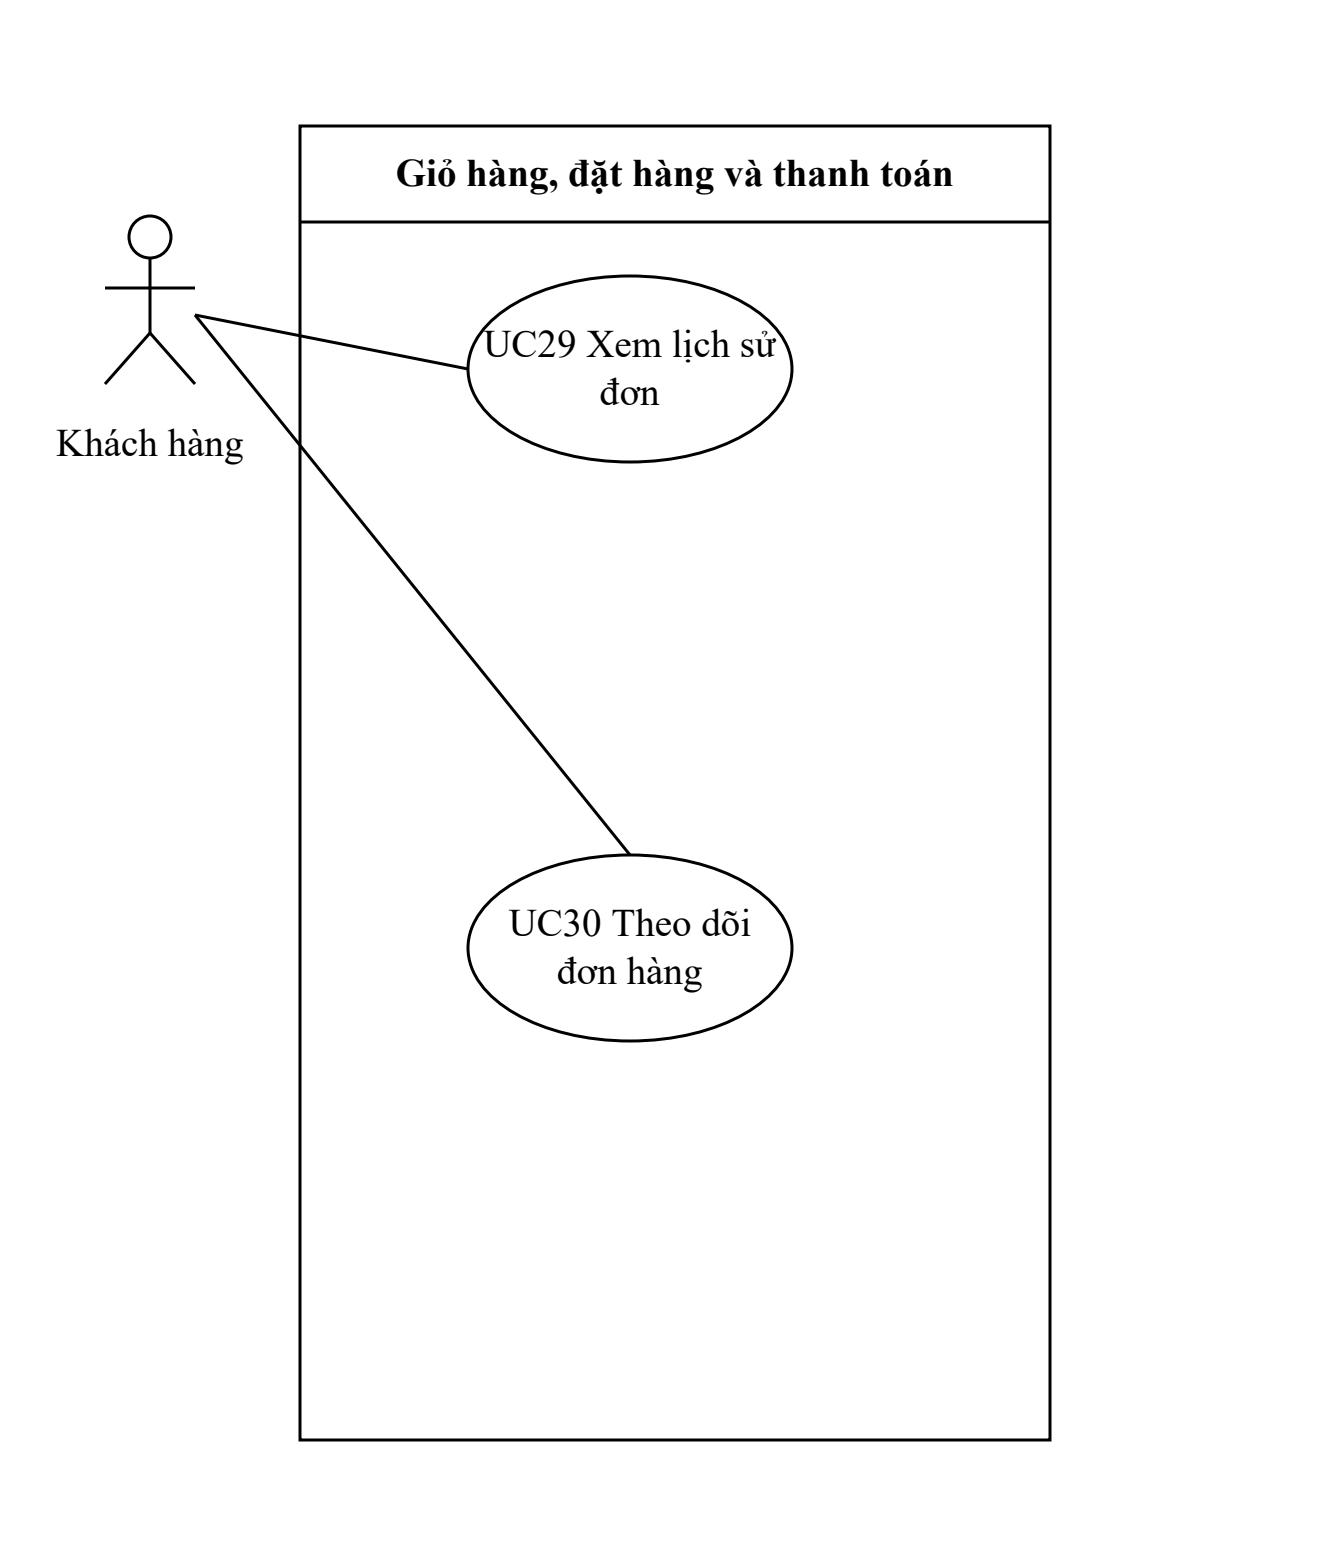 Giỏ hàng, đặt hàng và thanh toán
UC29 Xem lịch sử
đơn
Khách hàng
UC30 Theo dõi
đơn hàng